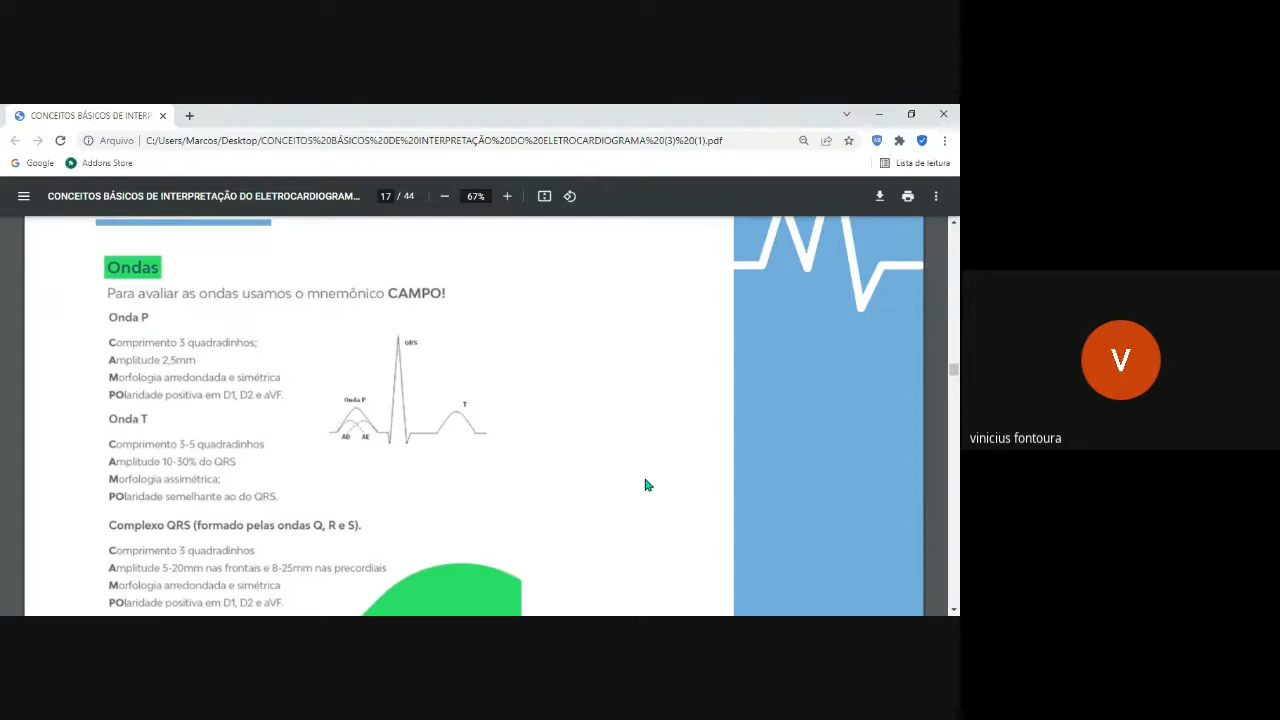 CONCEITOS BÁSICOS DE INTERP
Arquivo C:/Users/Marcos/Desktop/CONCEITOS%20BÁSICOS%20DE%20INTERPRETAÇÃO%20DO%20ELETROCARDIOGRAMA%20(3)%20(1).pdf
Google Addons Store Lista de leitura
CONCEITOS BÁSICOS DE INTERPRETAÇÃO DO ELETROCARDIOGRAM... 17 / 44 67%
Ondas
Para avaliar as ondas usamos o mnemônico CAMPO!
Onda P
Comprimento 3 quadradinhos;
Amplitude 2,5mm
Morfologia arredondada e simétrica
POlaridade positiva em D1, D2 e aVF.
QRS
Onda P
T
AD AE
Onda T
Comprimento 3-5 quadradinhos
Amplitude 10-30% do QRS
Morfologia assimétrica;
POlaridade semelhante ao do QRS.
Complexo QRS (formado pelas ondas Q, R e S).
Comprimento 3 quadradinhos
Amplitude 5-20mm nas frontais e 8-25mm nas precordiais
Morfologia arredondada e simétrica
POlaridade positiva em D1, D2 e aVF.
V
vinicius fontoura